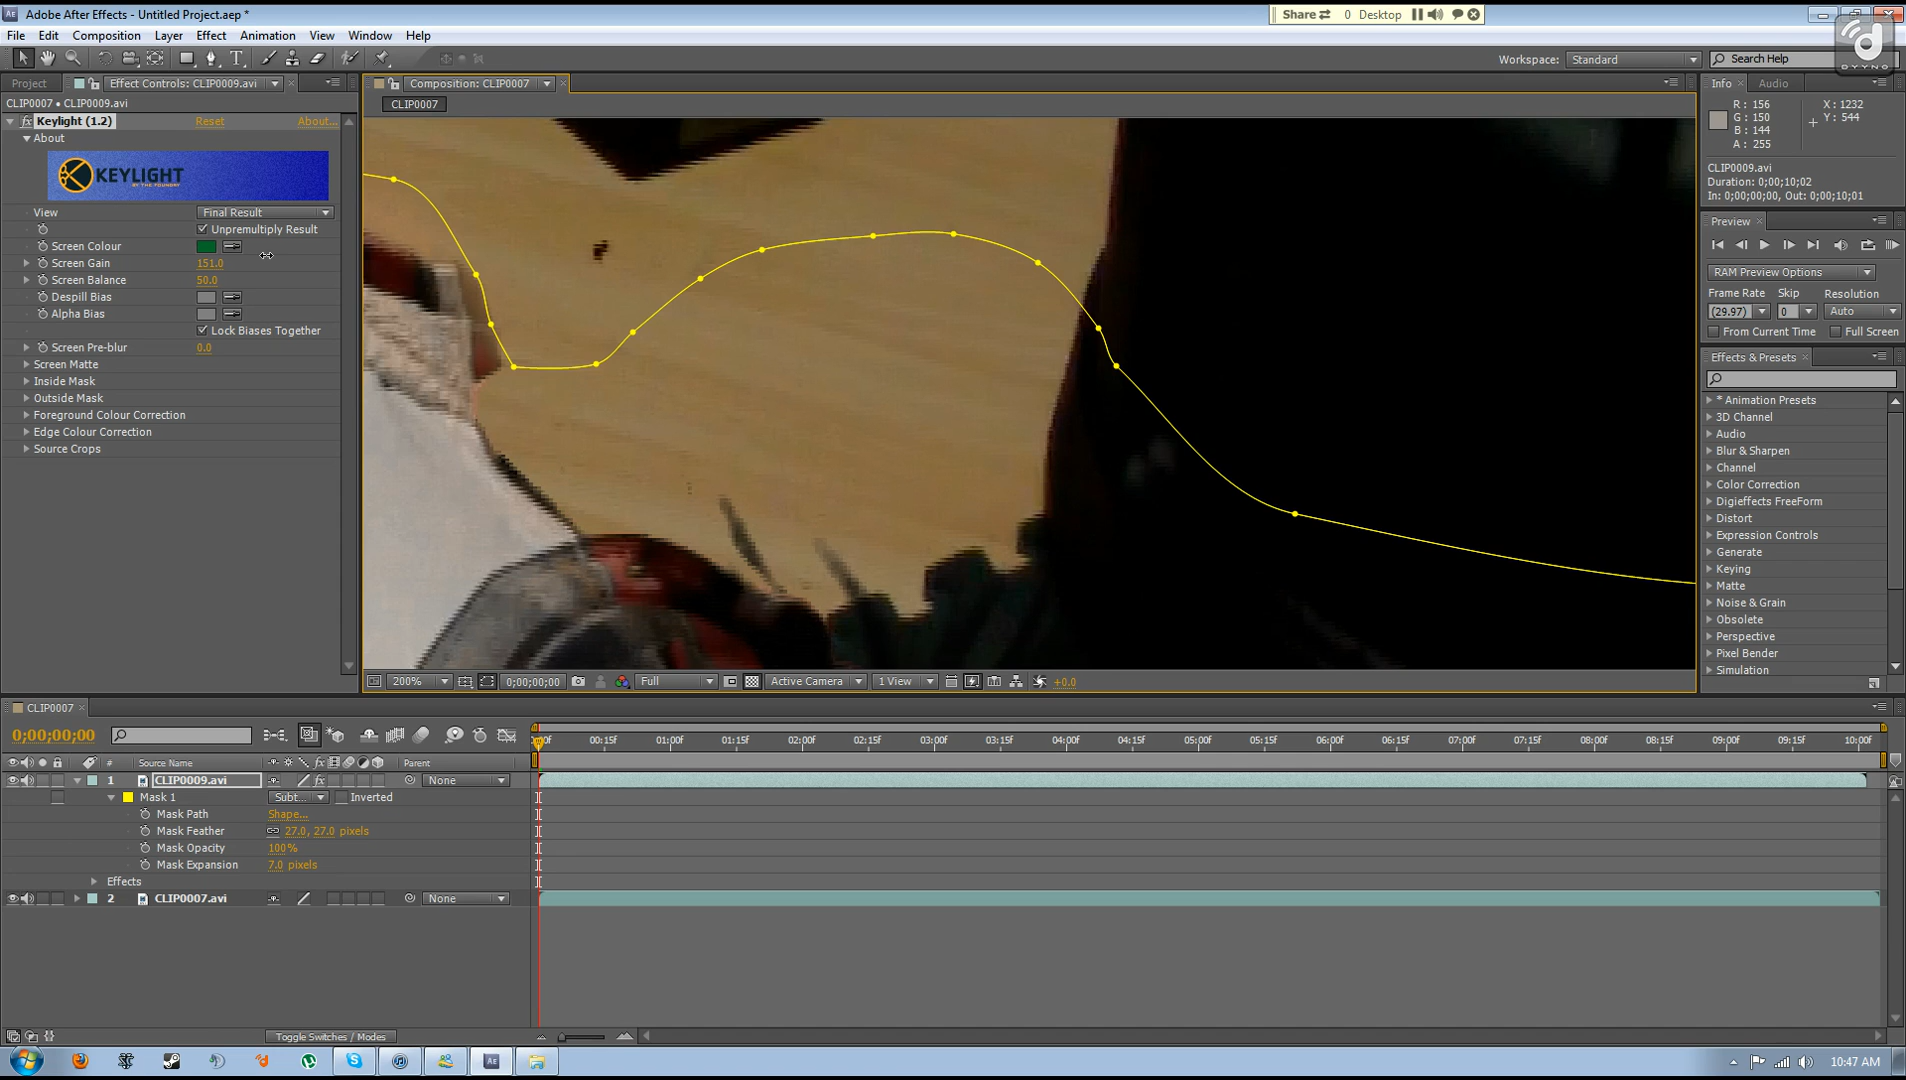 Adobe After Effects - Untitled Project.aep *
Share 0 Desktop
File Edit Composition Layer Effect Animation View Window Help
DYYNO
Workspace: Standard
Search Help
Project
Effect Controls: CLIP0009.avi
Composition: CLIP0007
Info
Audio
CLIP0007 • CLIP0009.avi
CLIP0007
Keylight (1.2) Reset About...
About
KEYLIGHT
BY THE FOUNDRY
View Final Result
Unpremultiply Result
Screen Colour
Screen Gain 151.0
Screen Balance 50.0
Despill Bias
Alpha Bias
Lock Biases Together
Screen Pre-blur 0.0
Screen Matte
Inside Mask
Outside Mask
Foreground Colour Correction
Edge Colour Correction
Source Crops
R : 156 X : 1232
G : 150 Y : 544
B : 144
A : 255
CLIP0009.avi
Duration: 0;00;10;02
In: 0;00;00;00, Out: 0;00;10;01
Preview
RAM Preview Options
Frame Rate Skip Resolution
(29.97) 0 Auto
From Current Time Full Screen
Effects & Presets
* Animation Presets
3D Channel
Audio
Blur & Sharpen
Channel
Color Correction
Digieffects FreeForm
Distort
Expression Controls
Generate
Keying
Matte
Noise & Grain
Obsolete
Perspective
Pixel Bender
Simulation
200% 0;00;00;00 Full Active Camera 1 View +0.0
CLIP0007
0;00;00;00
00:15f 01:00f 01:15f 02:00f 02:15f 03:00f 03:15f 04:00f 04:15f 05:00f 05:15f 06:00f 06:15f 07:00f 07:15f 08:00f 08:15f 09:00f 09:15f 10:00f
# Source Name Parent
1 CLIP0009.avi None
Mask 1 Subt... Inverted
Mask Path Shape...
Mask Feather 27.0, 27.0 pixels
Mask Opacity 100%
Mask Expansion 7.0 pixels
Effects
2 CLIP0007.avi None
Toggle Switches / Modes
10:47 AM